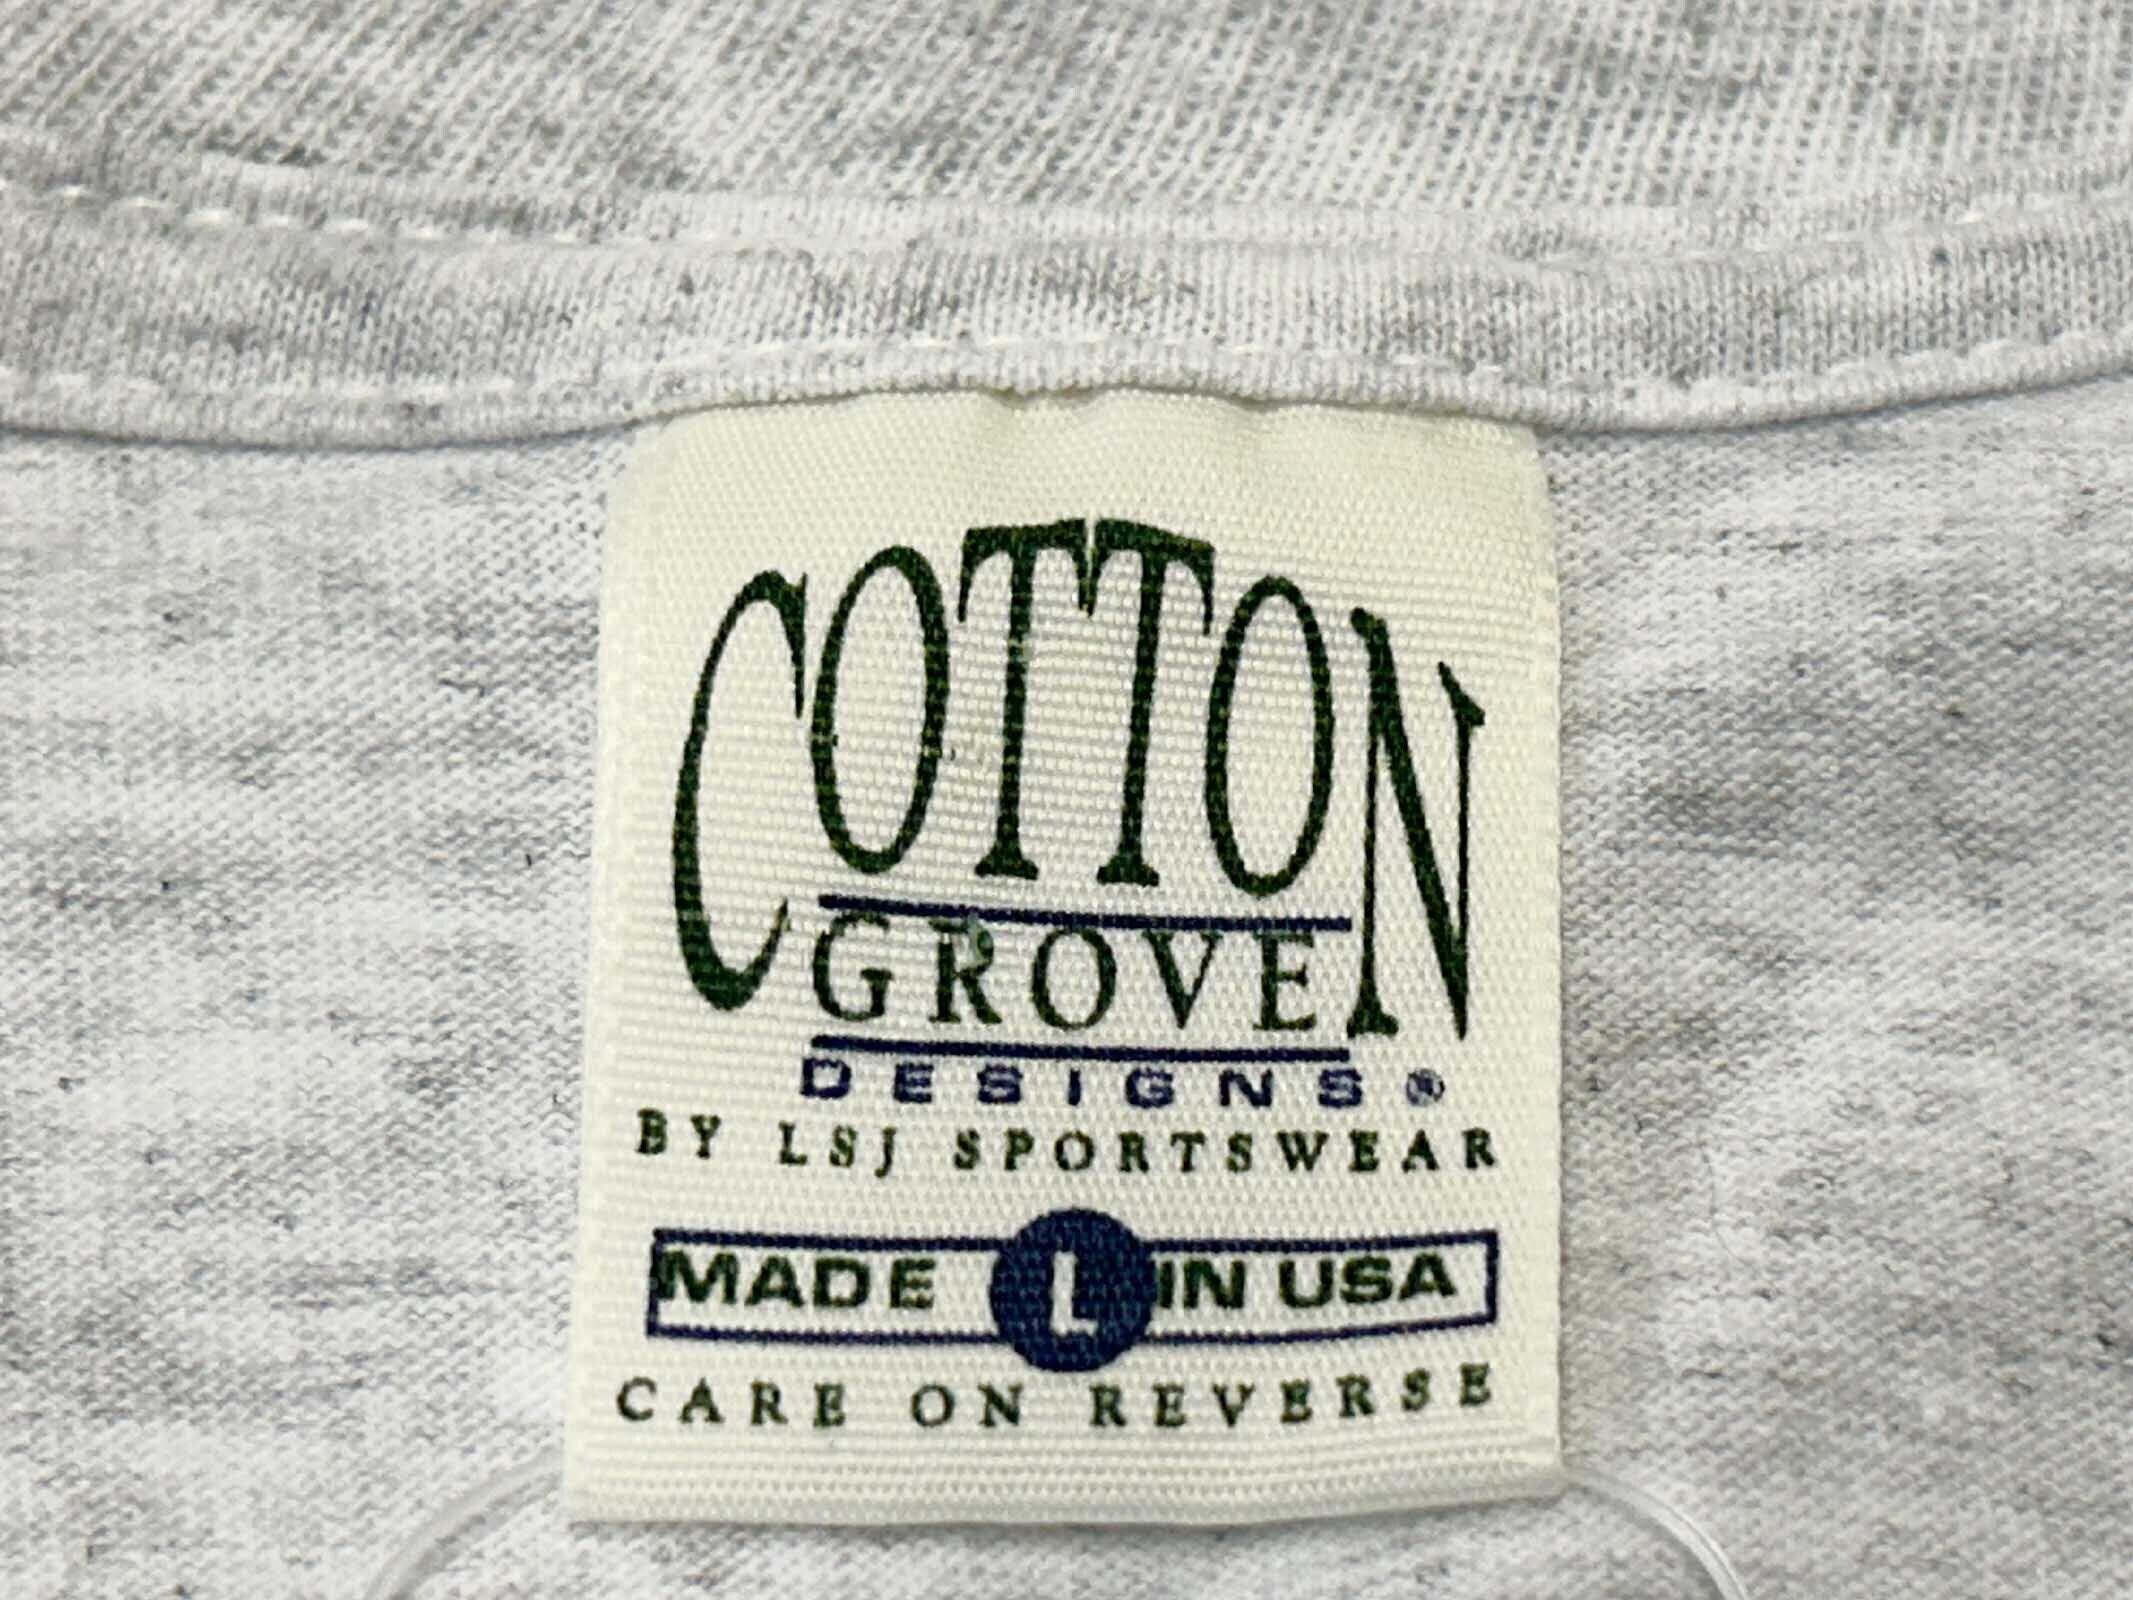 COTTON
GROVE
DESIGNS®
BY LSJ SPORTSWEAR
MADE L IN USA
CARE ON REVERSE